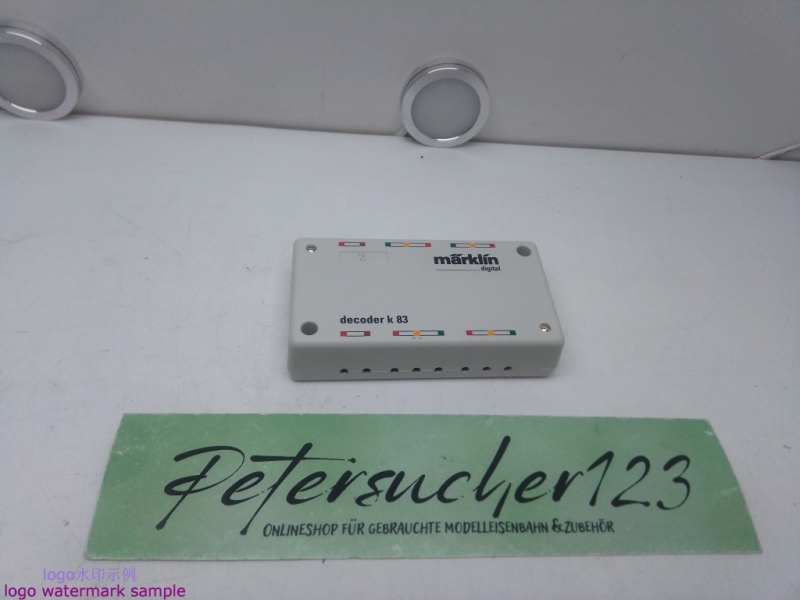 2
märklin
digital
decoder k 83
Petersucher123
ONLINESHOP FÜR GEBRAUCHTE MODELLEISENBAHN & ZUBEHÖR
logo水印示例
logo watermark sample